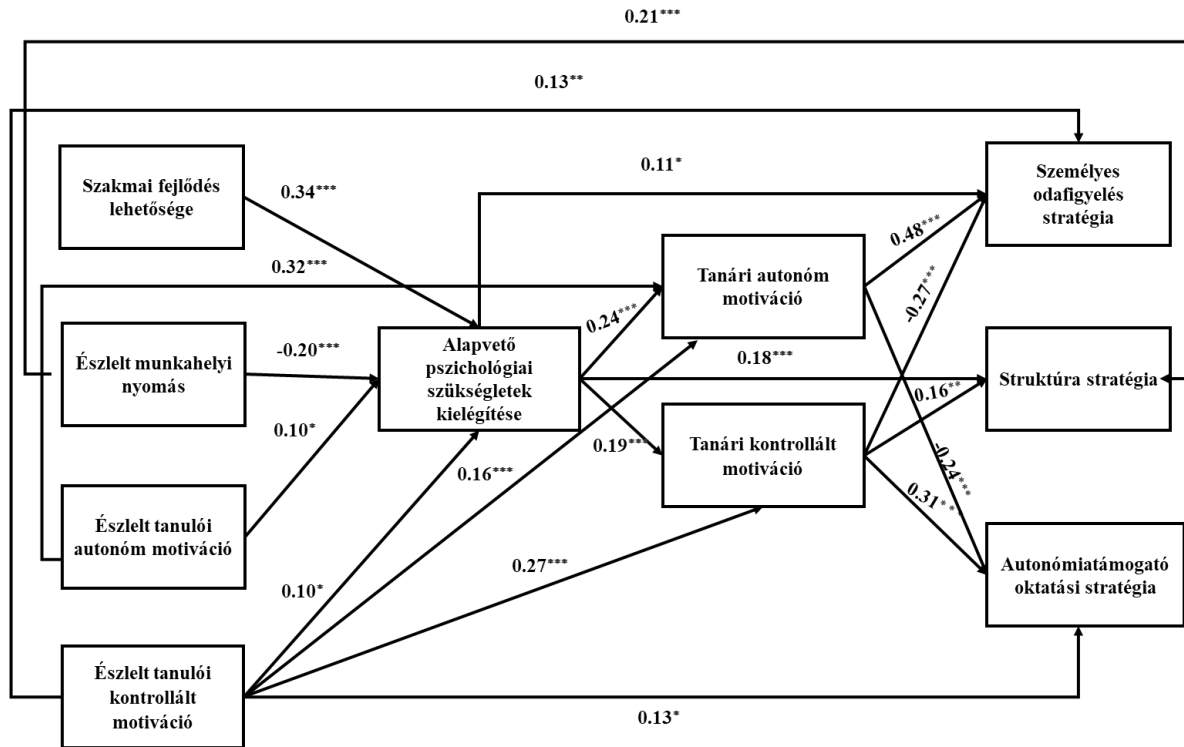 0.21***
0.13**
Szakmai fejlődés
lehetősége
0.34***
0.11*
Személyes
odafigyelés
stratégia
0.32***
Tanári autonóm
motiváció
0.48***
-0.27***
Észlelt munkahelyi
nyomás
-0.20***
Alapvető
pszichológiai
szükségletek
kielégítése
0.24***
0.18***
Struktúra stratégia
0.10*
0.19***
Tanári kontrollált
motiváció
0.16**
-0.24***
0.31***
Észlelt tanulói
autonóm motiváció
0.16***
0.10*
0.27***
Autonómiatámogató
oktatási stratégia
Észlelt tanulói
kontrollált
motiváció
0.13*